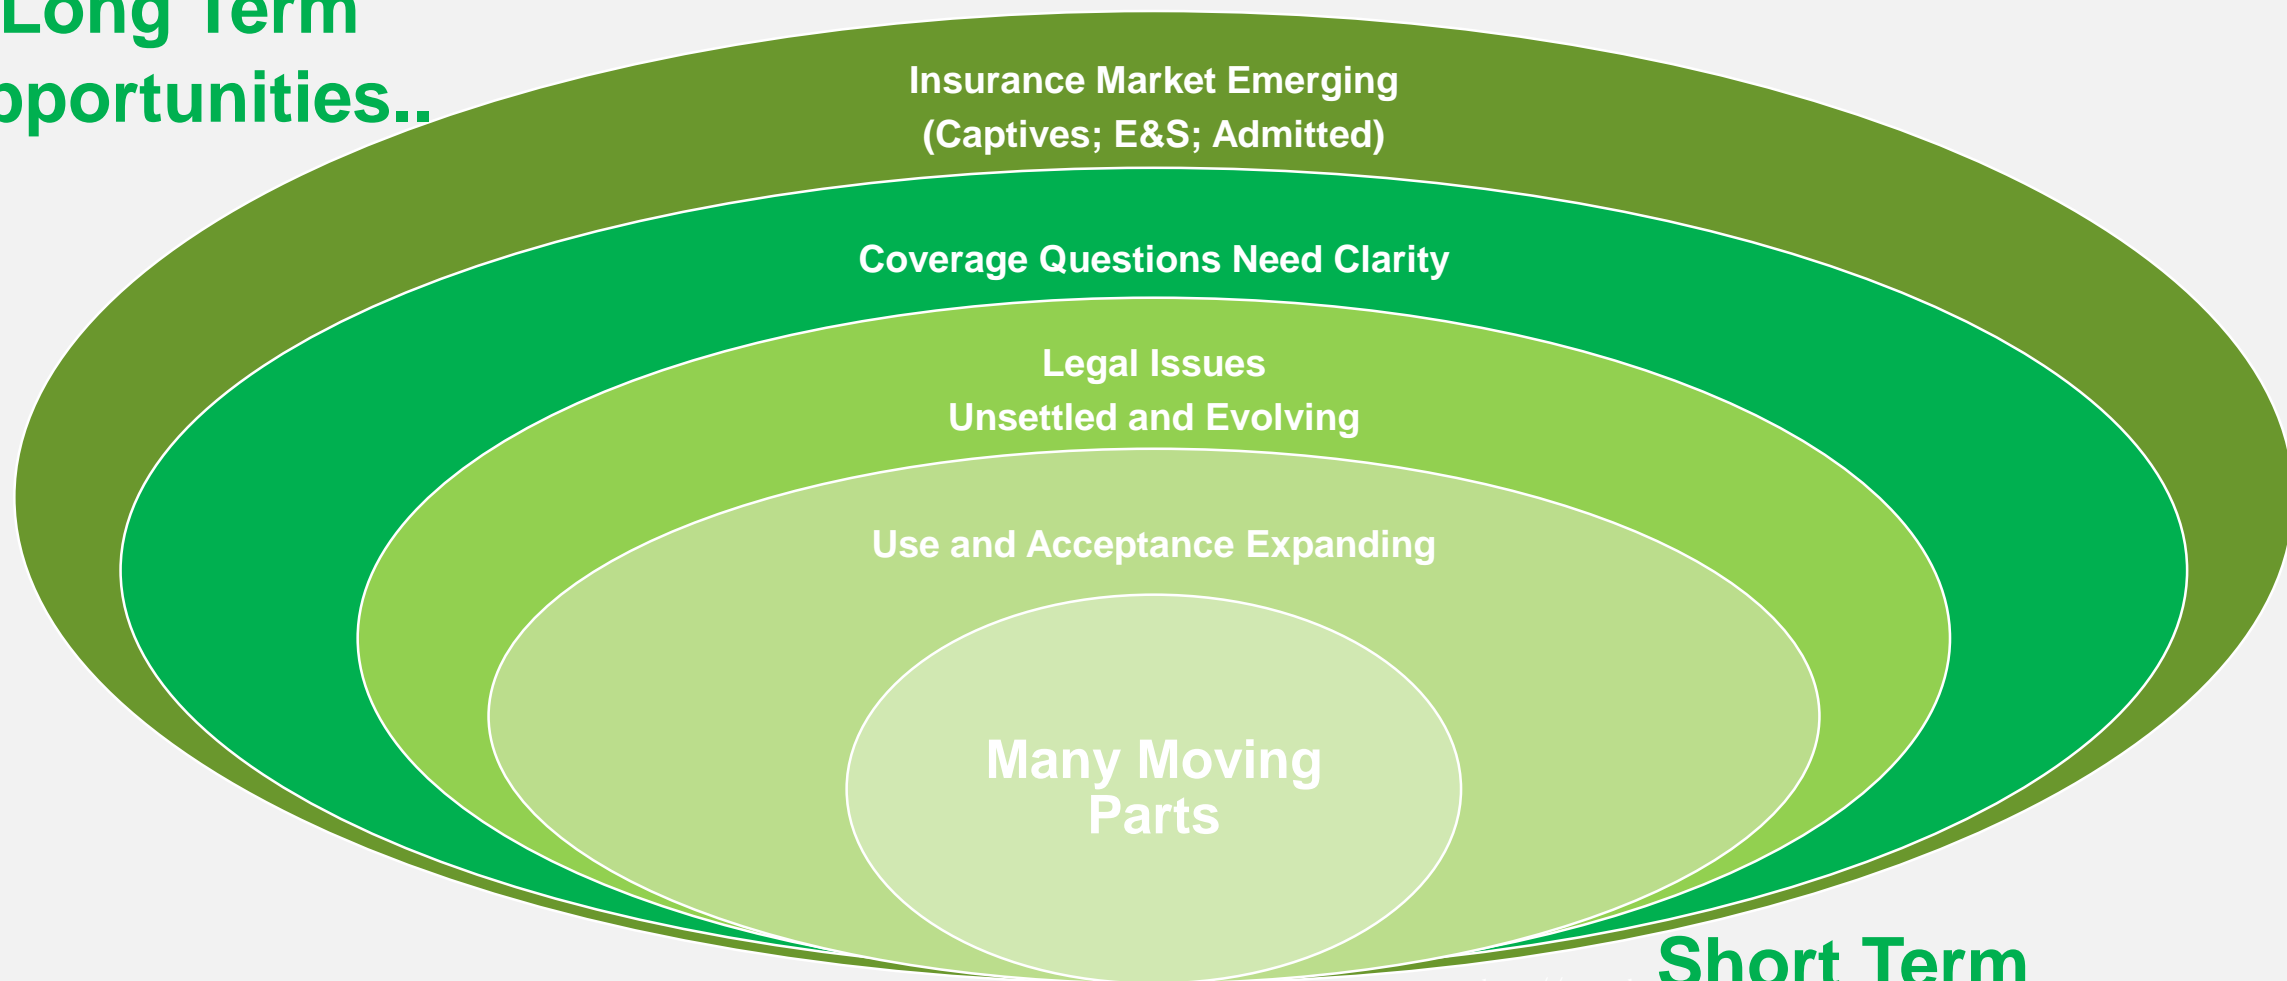 Long Term
pportunities..
Insurance Market Emerging
(Captives; E&S; Admitted)
Coverage Questions Need Clarity
Legal Issues
Unsettled and Evolving
Use and Acceptance Expanding
Many Moving
Parts
Short Term